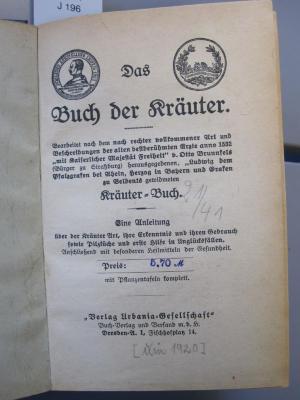 J 196
Das
Buch der Kräuter.
Bearbeitet nach dem nach rechter vollkommener Art und
Beschreibungen der alten weltberühmten Ärzte anno 1532
„mit Kaiserlicher Majestät Freiheit" v. Otto Brunnfels
(Bürger zu Straßburg) herausgegebenen, „Ludwig dem
Pfalzgrafen bei Rhein, Herzog in Bayern und Grafen
zu Veldentz gewidmeten
Kräuter-Buch.
Eine Anleitung
über der Kräuter Art, ihre Erkenntnis und ihren Gebrauch
sowie Pilzküche und erste Hilfe in Unglücksfällen.
Anschließend mit besonderen Heilmitteln der Gesundheit.
Preis: 5.70 M
mit Pflanzentafeln komplett.
„Verlag Urbania-Gesellschaft"
Buch-Verlag und Versand m. b. H.
Dresden-A. 1, Fischhofplatz 14.